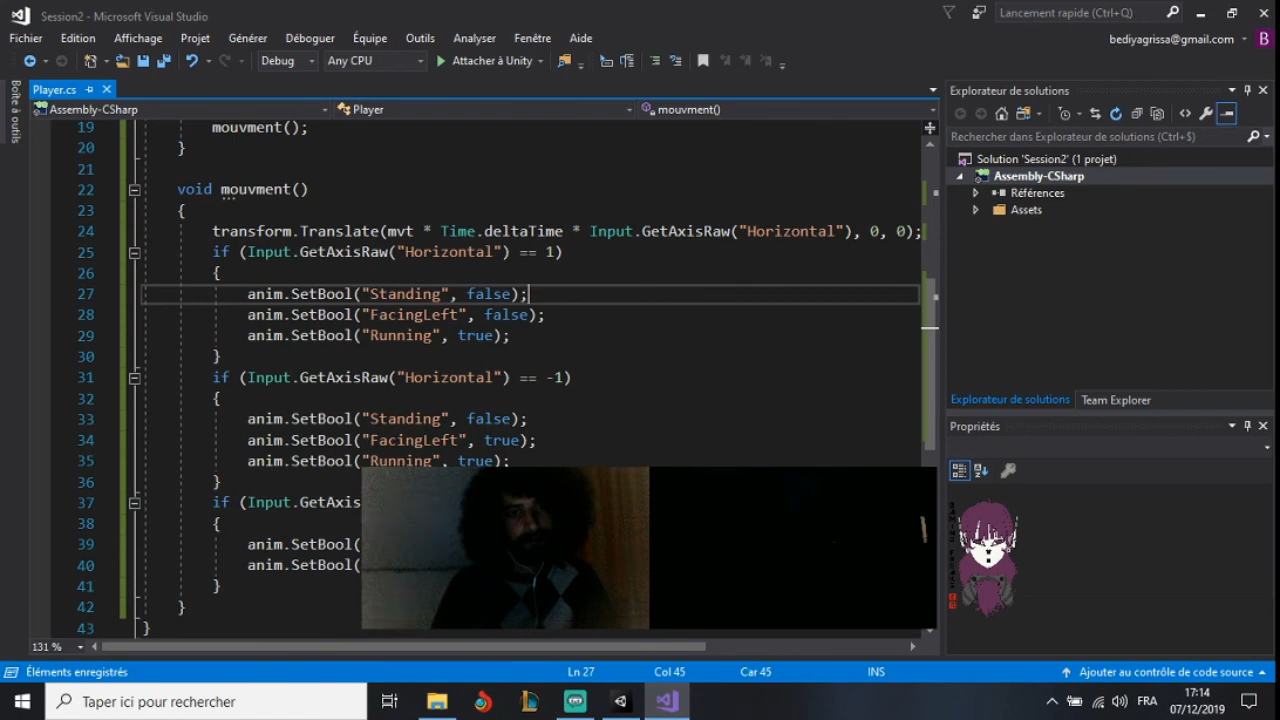 Session2 - Microsoft Visual Studio
Lancement rapide (Ctrl+Q)
Fichier Edition Affichage Projet Générer Déboguer Équipe Outils Analyser Fenêtre Aide
bediyagrissa@gmail.com B
Debug Any CPU Attacher à Unity
Boîte à outils
Player.cs
Assembly-CSharp Player mouvment()
19 mouvment();
20 }
21
22 void mouvment()
23 {
24 transform.Translate(mvt * Time.deltaTime * Input.GetAxisRaw("Horizontal"), 0, 0);
25 if (Input.GetAxisRaw("Horizontal") == 1)
26 {
27 anim.SetBool("Standing", false);
28 anim.SetBool("FacingLeft", false);
29 anim.SetBool("Running", true);
30 }
31 if (Input.GetAxisRaw("Horizontal") == -1)
32 {
33 anim.SetBool("Standing", false);
34 anim.SetBool("FacingLeft", true);
35 anim.SetBool("Running", true);
36 }
37 if (Input.GetAxis
38 {
39 anim.SetBool(
40 anim.SetBool(
41 }
42 }
43 }
131 %
Explorateur de solutions
Rechercher dans Explorateur de solutions (Ctrl+$)
Solution 'Session2' (1 projet)
Assembly-CSharp
Références
Assets
Explorateur de solutions Team Explorer
Propriétés
Éléments enregistrés Ln 27 Col 45 Car 45 INS Ajouter au contrôle de code source
Taper ici pour rechercher
FRA
17:14
07/12/2019